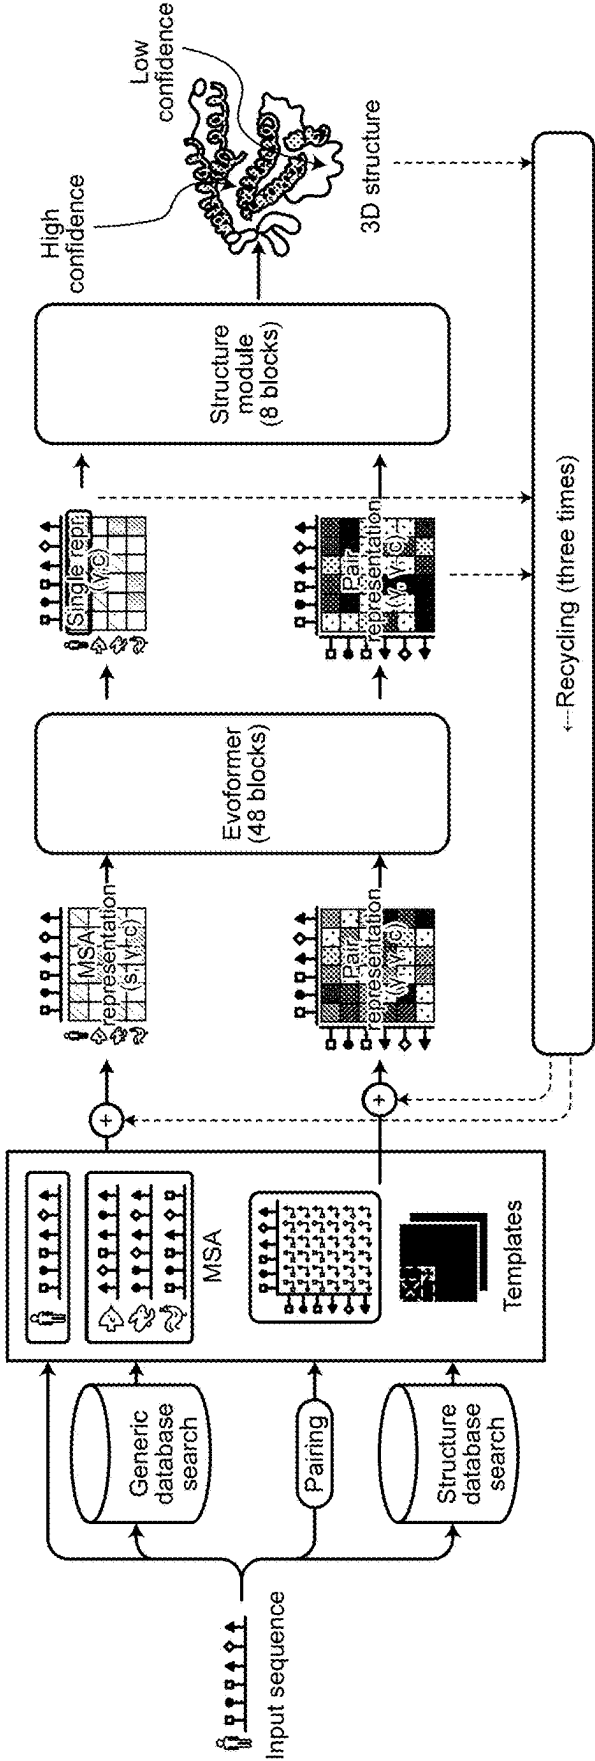 Input sequence
Generic
database
search
Pairing
Structure
database
search
MSA
Templates
+
+
MSA
representation
(s, γ, c)
Pair
representation
(γ, γ, c)
Evoformer
(48 blocks)
Single repr.
(γ, c)
Pair
representation
(γ, γ, c)
Structure
module
(8 blocks)
High
confidence
Low
confidence
3D structure
←--Recycling (three times)